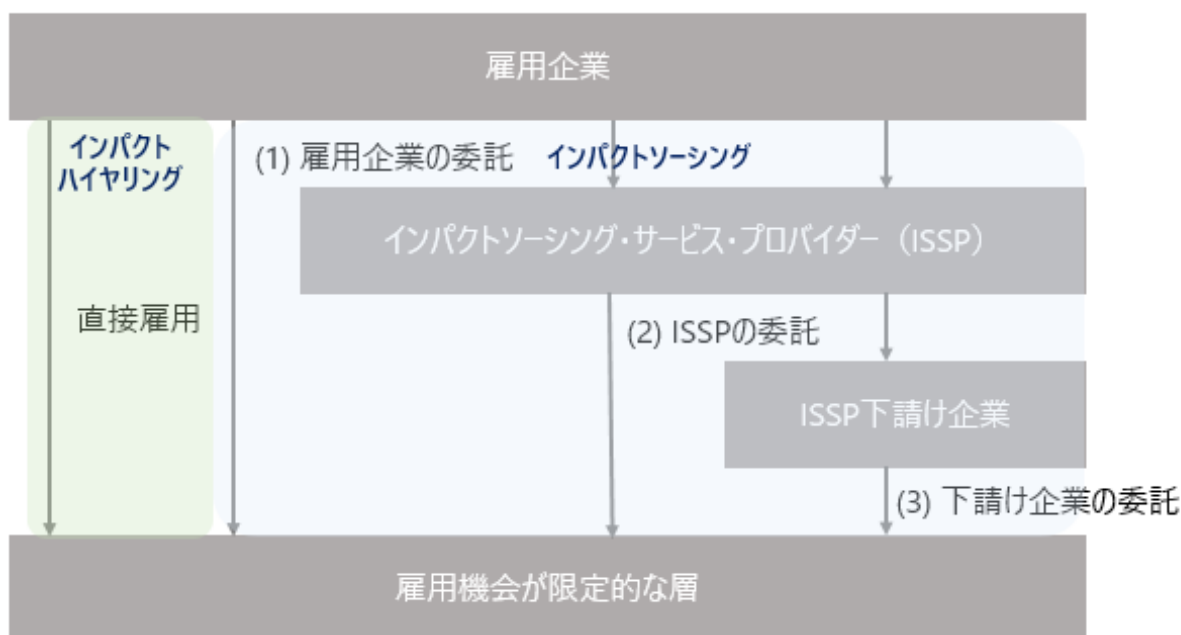 雇用企業
インパクト
ハイヤリング
(1) 雇用企業の委託
インパクトソーシング
インパクトソーシング・サービス・プロバイダー（ISSP）
直接雇用
(2) ISSPの委託
ISSP下請け企業
(3) 下請け企業の委託
雇用機会が限定的な層